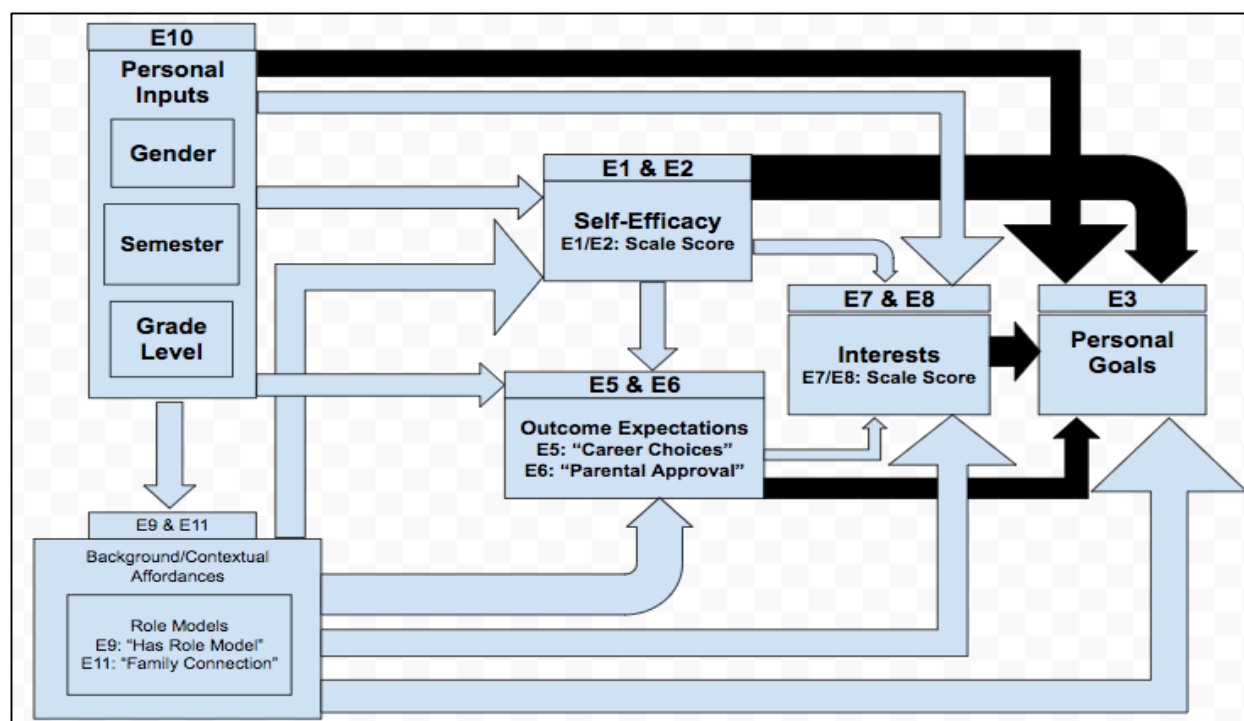 E10
Personal
Inputs
Gender
Semester
Grade
Level
E1 & E2
Self-Efficacy
E1/E2: Scale Score
E7 & E8
Interests
E7/E8: Scale Score
E3
Personal
Goals
E5 & E6
Outcome Expectations
E5: “Career Choices”
E6: “Parental Approval”
E9 & E11
Background/Contextual
Affordances
Role Models
E9: “Has Role Model”
E11: “Family Connection”